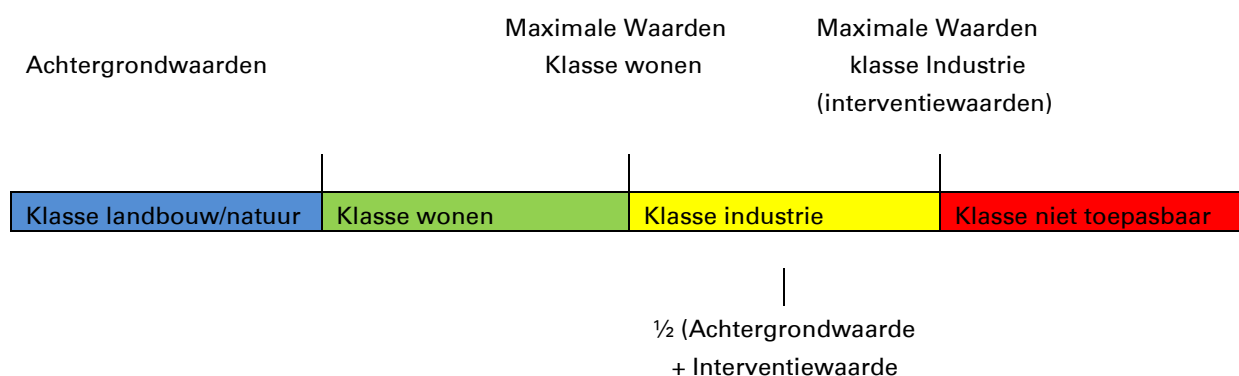 Maximale Waarden Maximale Waarden
Achtergrondwaarden Klasse wonen klasse Industrie
(interventiewaarden)
Klasse landbouw/natuur Klasse wonen Klasse industrie Klasse niet toepasbaar
½ (Achtergrondwaarde
+ Interventiewaarde